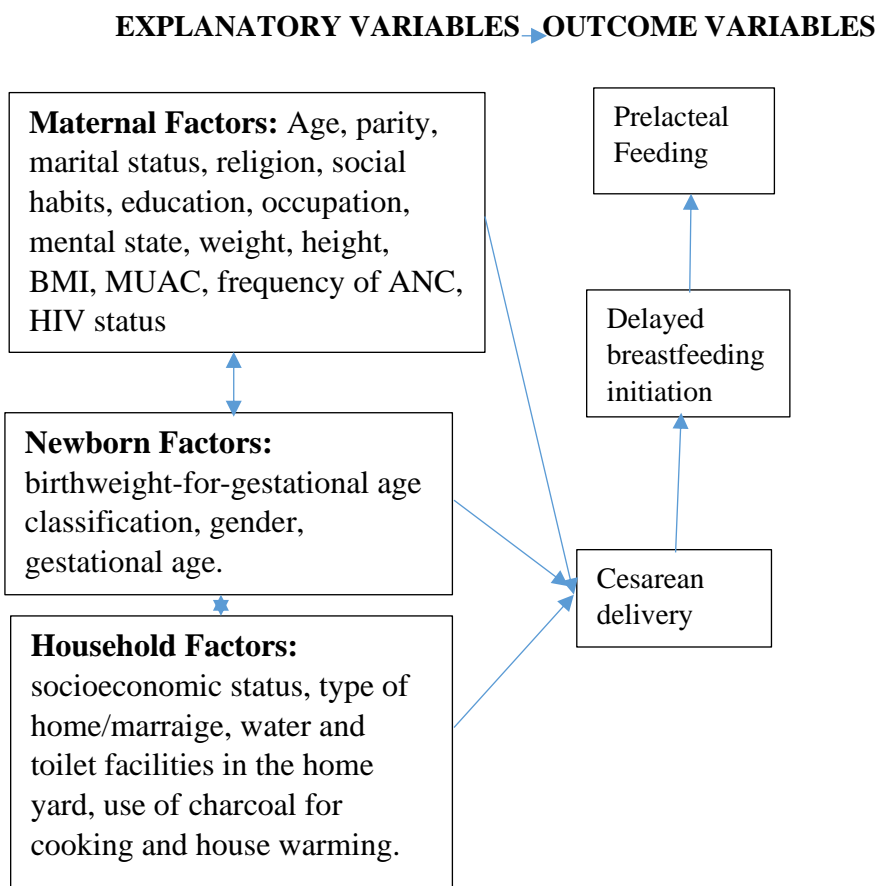 EXPLANATORY VARIABLES OUTCOME VARIABLES
Maternal Factors: Age, parity,
marital status, religion, social
habits, education, occupation,
mental state, weight, height,
BMI, MUAC, frequency of ANC,
HIV status
Newborn Factors:
birthweight-for-gestational age
classification, gender,
gestational age.
Household Factors:
socioeconomic status, type of
home/marraige, water and
toilet facilities in the home
yard, use of charcoal for
cooking and house warming.
Prelacteal
Feeding
Delayed
breastfeeding
initiation
Cesarean
delivery